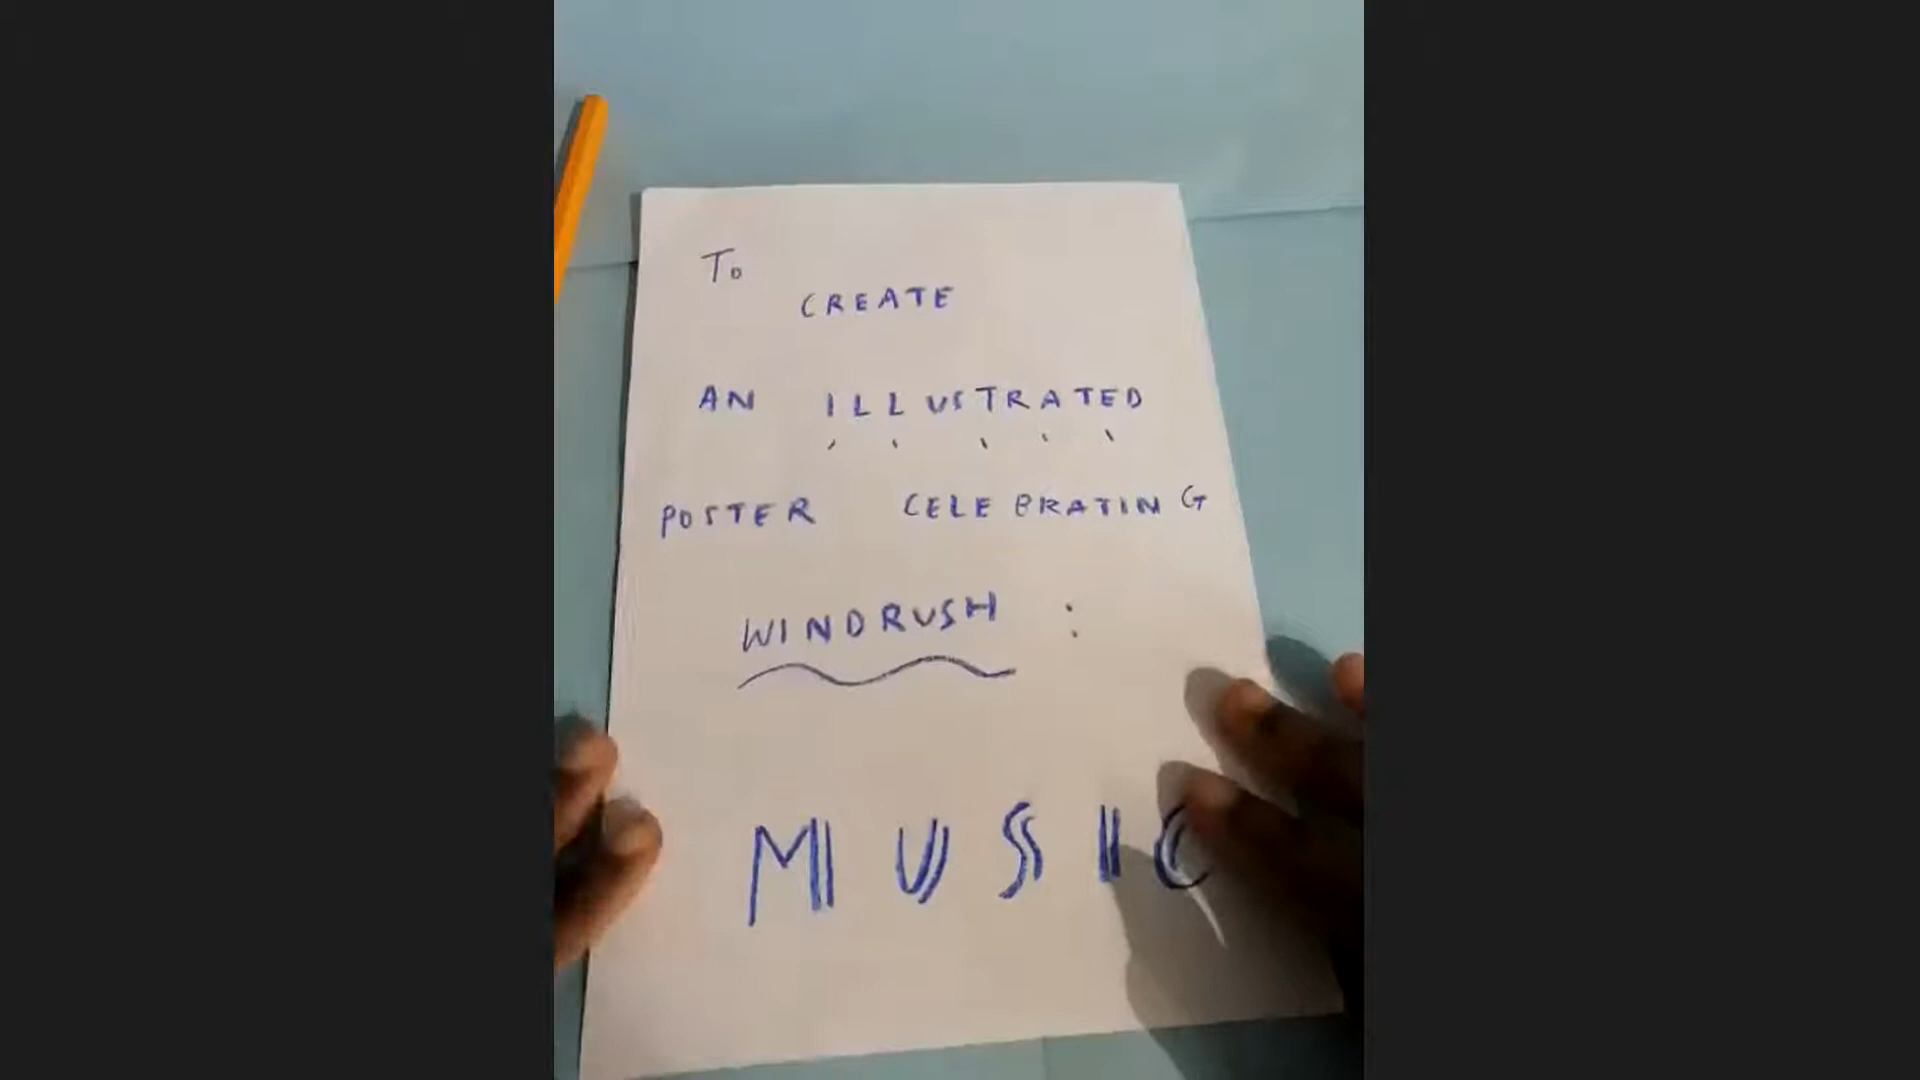 To
CREATE
AN ILLUSTRATED
POSTER CELEBRATING
WINDRUSH :
MUSIC